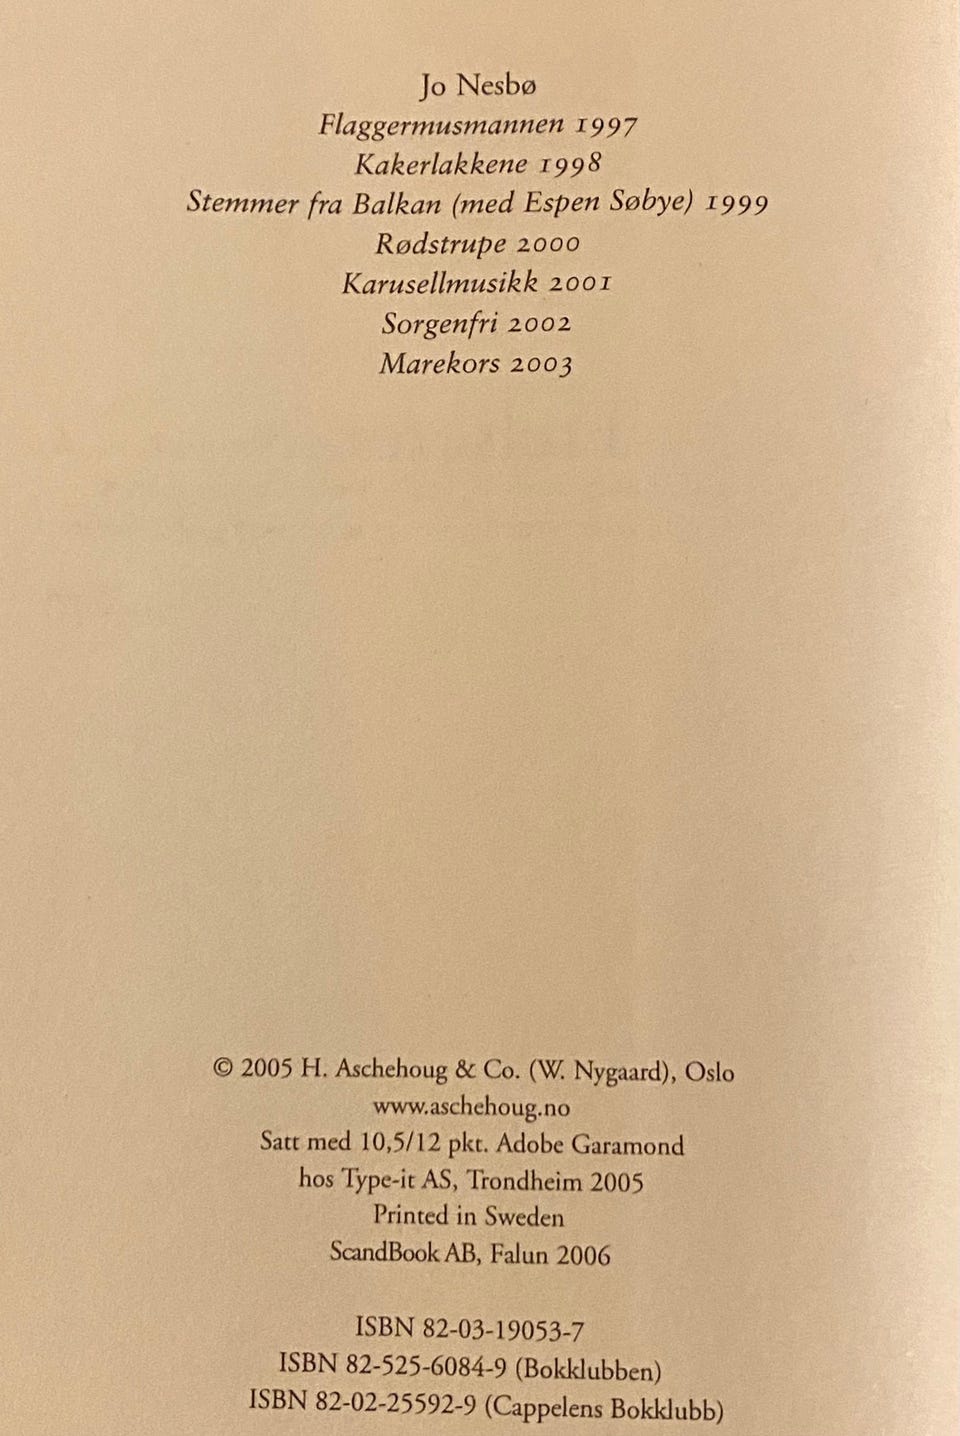 Jo Nesbø
Flaggermusmannen 1997
Kakerlakkene 1998
Stemmer fra Balkan (med Espen Søbye) 1999
Rødstrupe 2000
Karusellmusikk 2001
Sorgenfri 2002
Marekors 2003
© 2005 H. Aschehoug & Co. (W. Nygaard), Oslo
www.aschehoug.no
Satt med 10,5/12 pkt. Adobe Garamond
hos Type-it AS, Trondheim 2005
Printed in Sweden
ScandBook AB, Falun 2006
ISBN 82-03-19053-7
ISBN 82-525-6084-9 (Bokklubben)
ISBN 82-02-25592-9 (Cappelens Bokklubb)